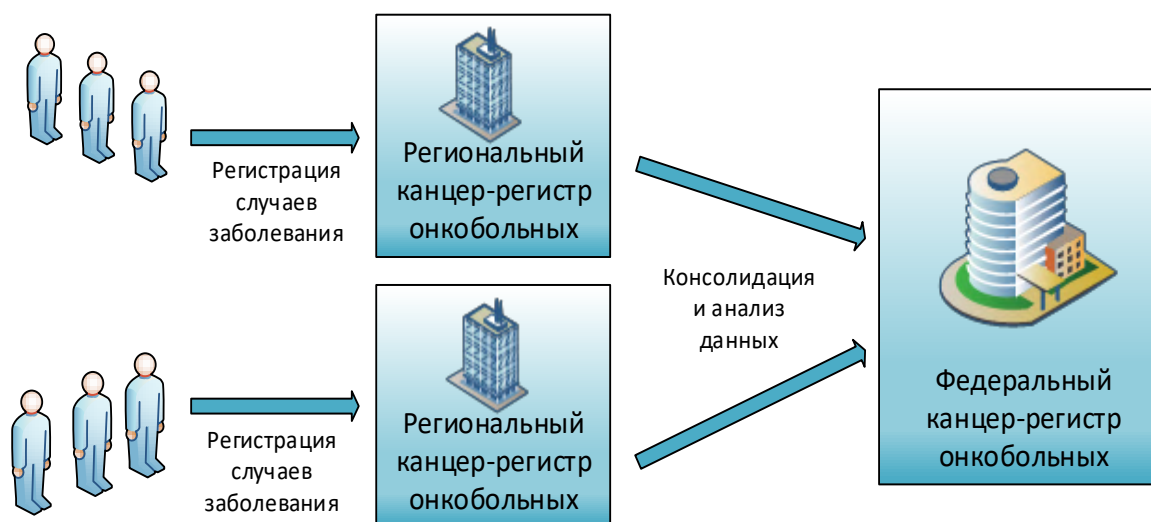 Регистрация
случаев
заболевания
Региональный
канцер-регистр
онкобольных
Регистрация
случаев
заболевания
Региональный
канцер-регистр
онкобольных
Консолидация
и анализ
данных
Федеральный
канцер-регистр
онкобольных